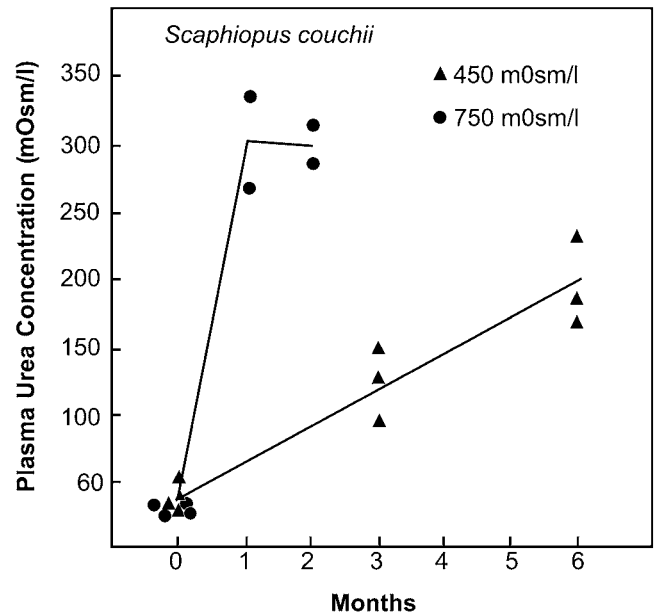 Scaphiopus couchii
350
300
250
200
150
100
60
Plasma Urea Concentration (mOsm/l)
▲ 450 m0sm/l
● 750 m0sm/l
0 1 2 3 4 5 6
Months